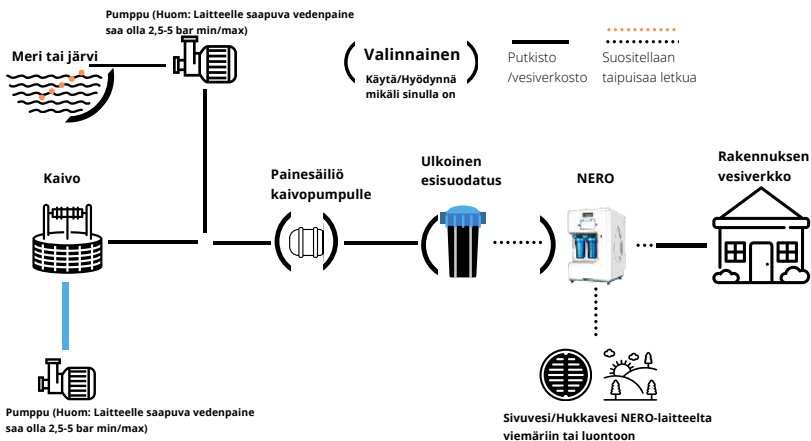 Pumppu (Huom: Laitteelle saapuva vedenpaine
saa olla 2,5-5 bar min/max)
Meri tai järvi
Valinnainen
Käytä/Hyödynnä
mikäli sinulla on
Putkisto
/vesiverkosto
Suositellaan
taipuisaa letkua
Kaivo
Painesäiliö
kaivopumpulle
Ulkoinen
esisuodatus
NERO
Rakennuksen
vesiverkko
Pumppu (Huom: Laitteelle saapuva vedenpaine
saa olla 2,5-5 bar min/max)
Sivuvesi/Hukkavesi NERO-laitteelta
viemäriin tai luontoon